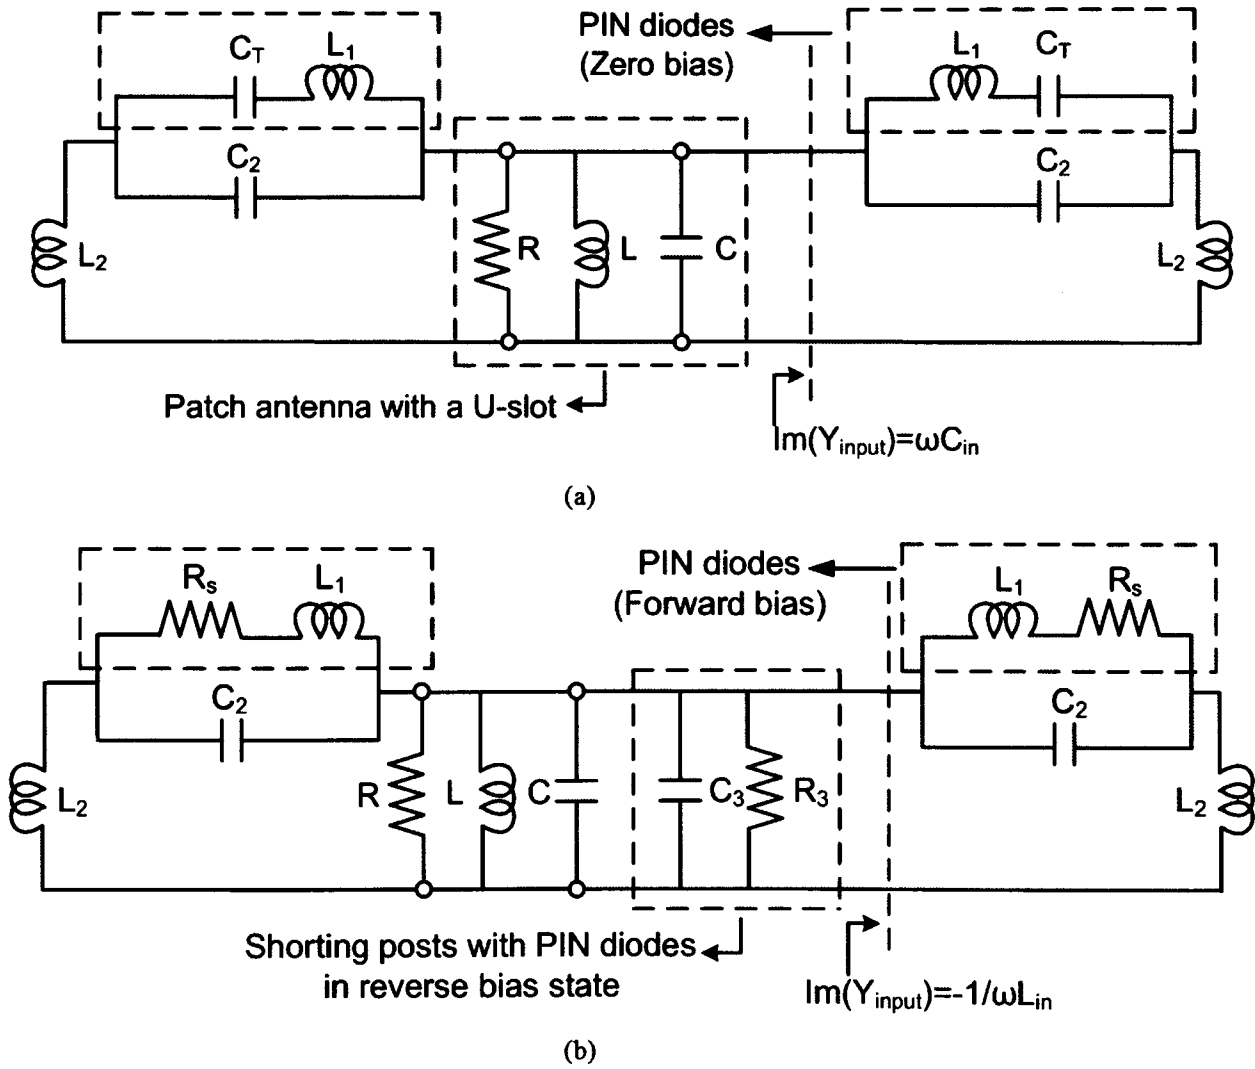 C_T L_1
PIN diodes
(Zero bias)
L_1 C_T
C_2
C_2
L_2
R L C
L_2
Patch antenna with a U-slot
Im(Y_input)=ωC_in
(a)
R_s L_1
PIN diodes
(Forward bias)
L_1 R_s
C_2
C_2
L_2
R L C
C_3 R_3
L_2
Shorting posts with PIN diodes
in reverse bias state
Im(Y_input)=-1/ωL_in
(b)